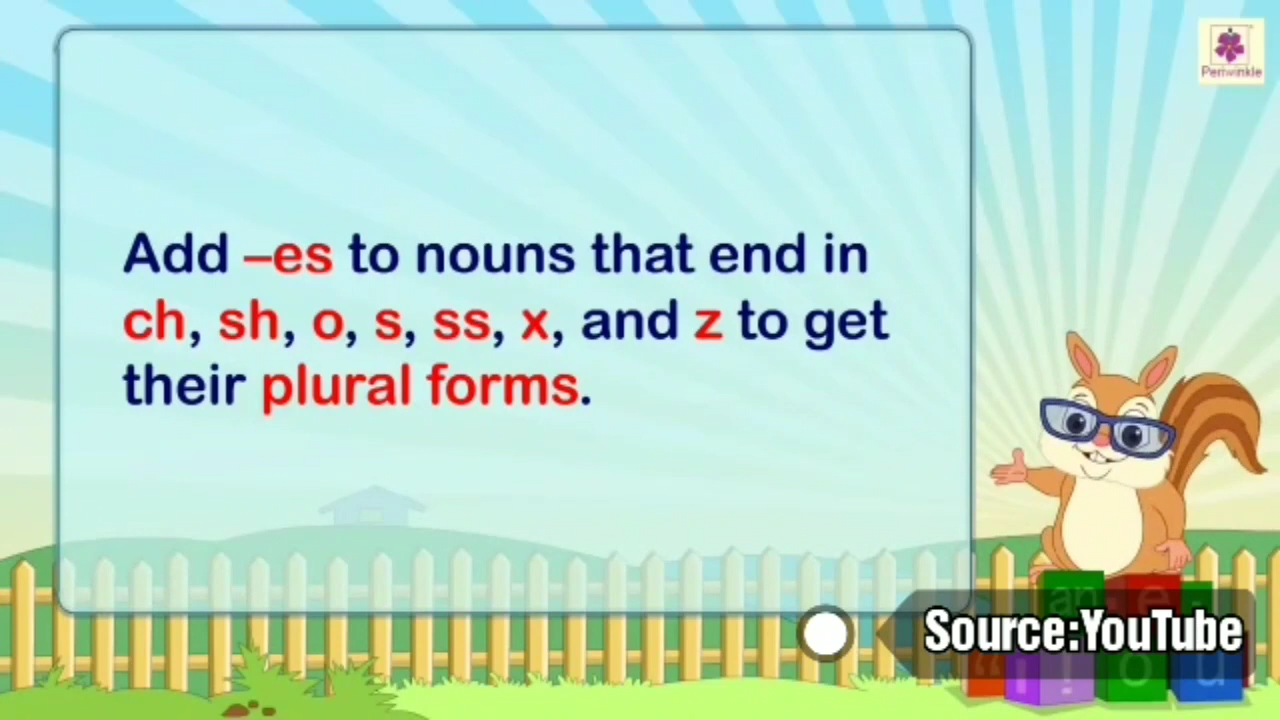 Periwinkle
Add –es to nouns that end in
ch, sh, o, s, ss, x, and z to get
their plural forms.
an e
Source:YouTube
" i ! o u